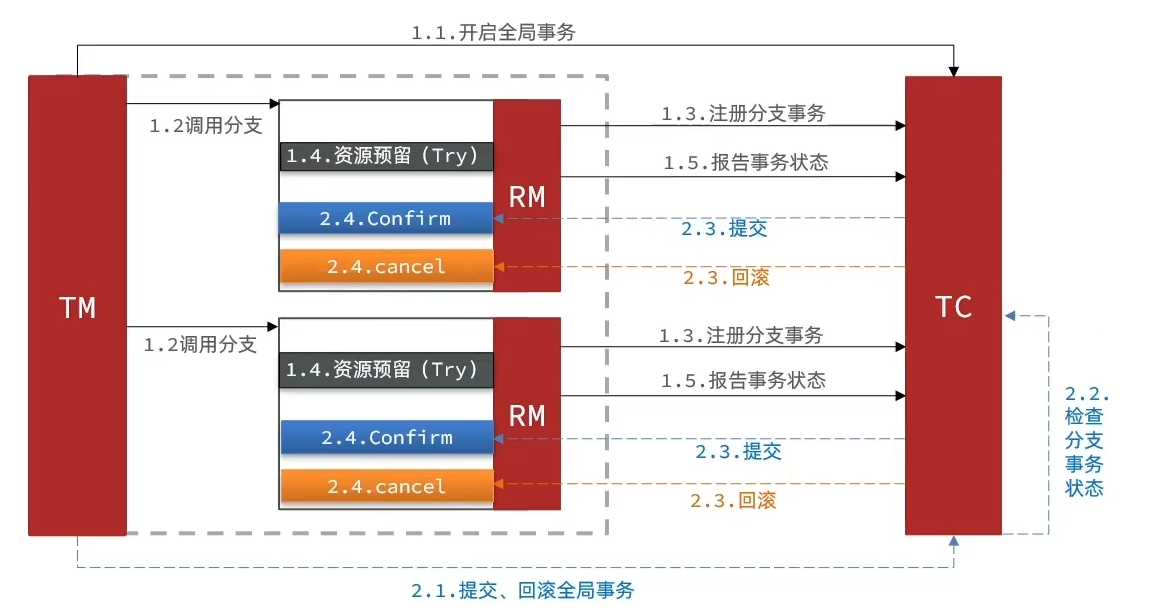 1.1.开启全局事务
TM
1.2调用分支
1.4.资源预留（Try）
2.4.Confirm
2.4.cancel
RM
1.3.注册分支事务
1.5.报告事务状态
2.3.提交
2.3.回滚
TC
1.2调用分支
1.4.资源预留（Try）
2.4.Confirm
2.4.cancel
RM
1.3.注册分支事务
1.5.报告事务状态
2.3.提交
2.3.回滚
2.2.
检查
分支
事务
状态
2.1.提交、回滚全局事务